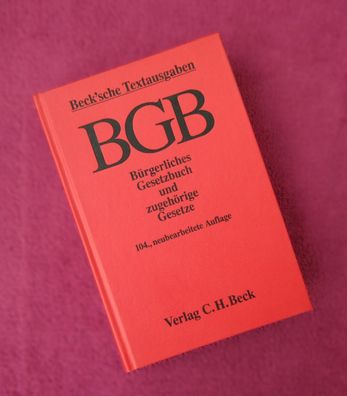 Beck'sche Textausgaben
BGB
Bürgerliches
Gesetzbuch
und
zugehörige
Gesetze
104., neubearbeitete Auflage
Verlag C. H. Beck